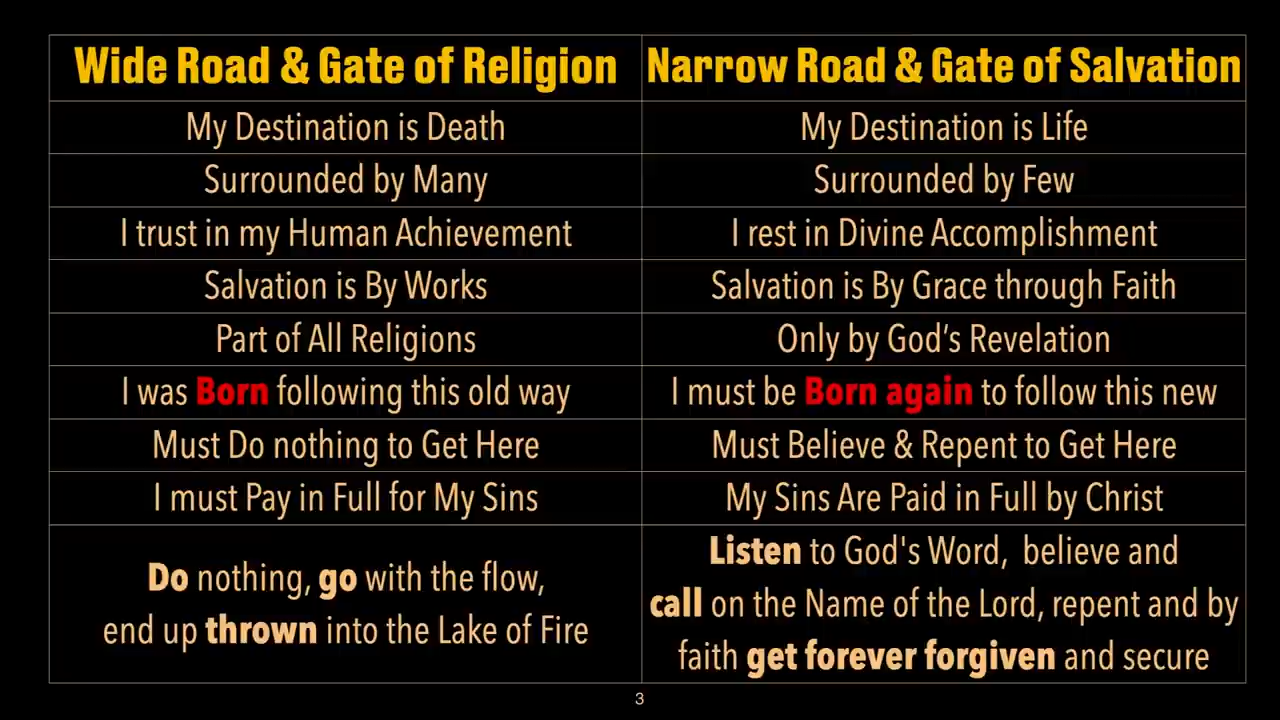 Wide Road & Gate of Religion
Narrow Road & Gate of Salvation
My Destination is Death
My Destination is Life
Surrounded by Many
Surrounded by Few
I trust in my Human Achievement
I rest in Divine Accomplishment
Salvation is By Works
Salvation is By Grace through Faith
Part of All Religions
Only by God’s Revelation
I was Born following this old way
I must be Born again to follow this new
Must Do nothing to Get Here
Must Believe & Repent to Get Here
I must Pay in Full for My Sins
My Sins Are Paid in Full by Christ
Do nothing, go with the flow,
end up thrown into the Lake of Fire
Listen to God's Word,  believe and
call on the Name of the Lord, repent and by
faith get forever forgiven and secure
3